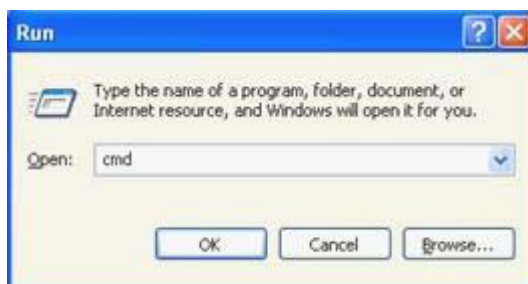 Run
Type the name of a program, folder, document, or
Internet resource, and Windows will open it for you.
Open: cmd
OK Cancel Browse...